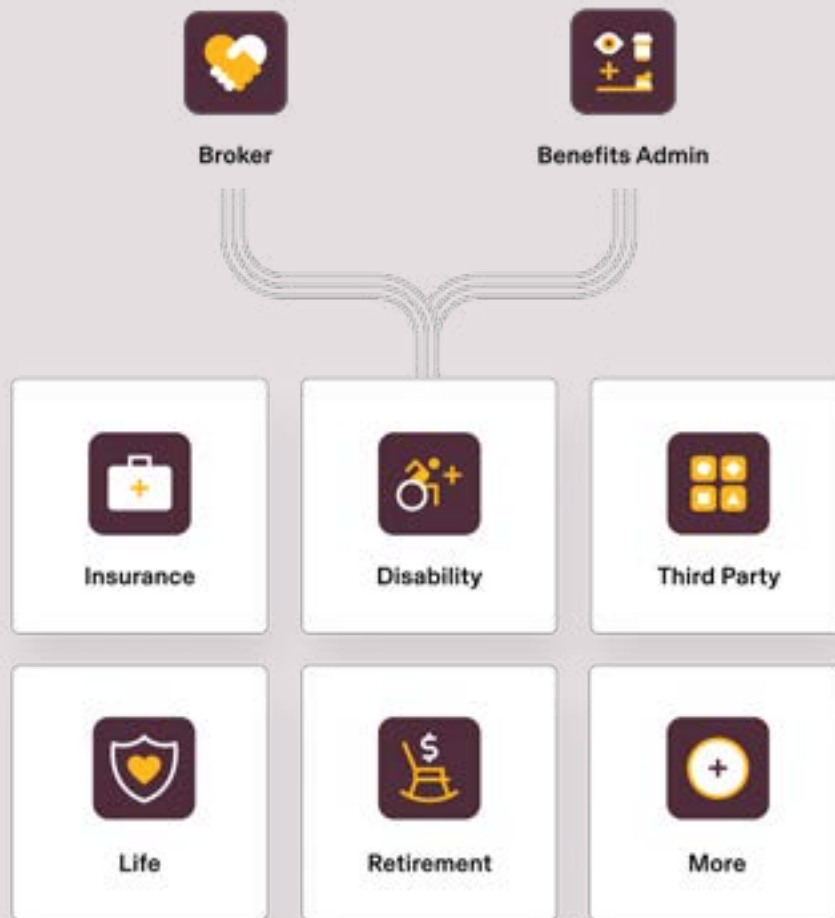 Broker
Benefits Admin
Insurance
Disability
Third Party
Life
Retirement
More